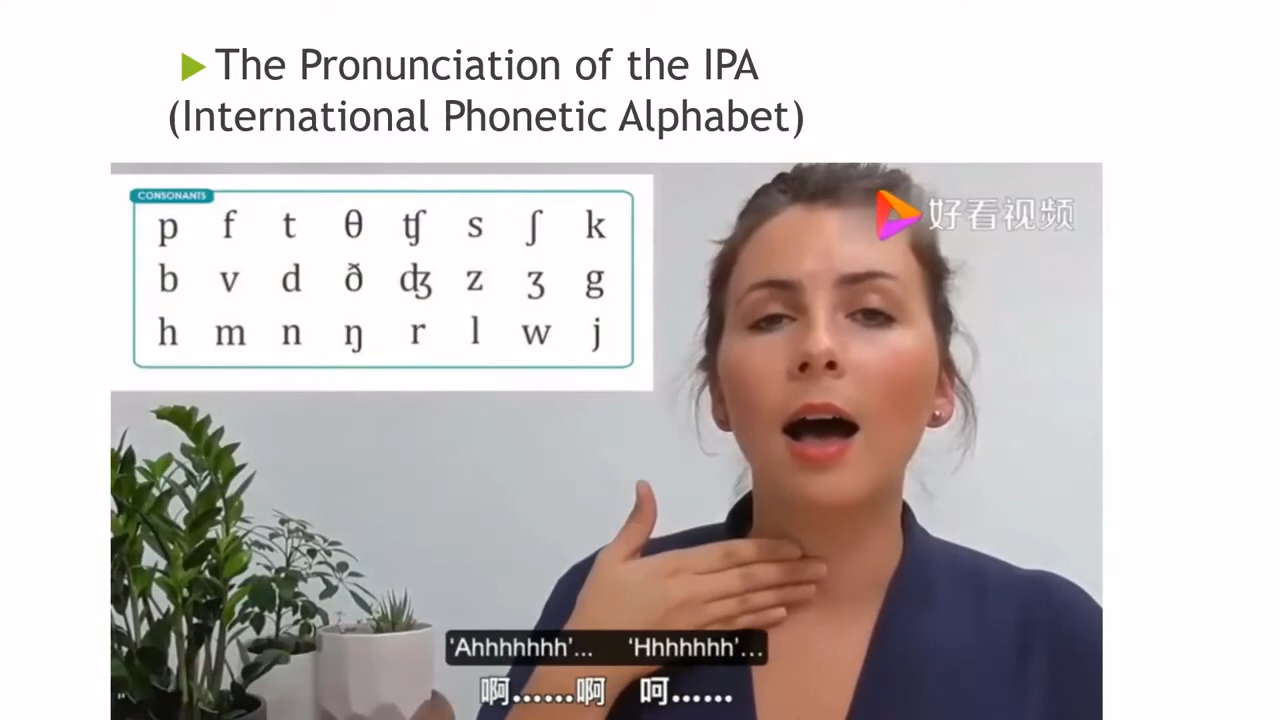 The Pronunciation of the IPA
(International Phonetic Alphabet)
CONSONANTS
p f t θ ʧ s ʃ k
b v d ð ʤ z ʒ g
h m n ŋ r l w j
好看视频
‘Ahhhhhhh’... ‘Hhhhhhh’...
啊......啊 呵......